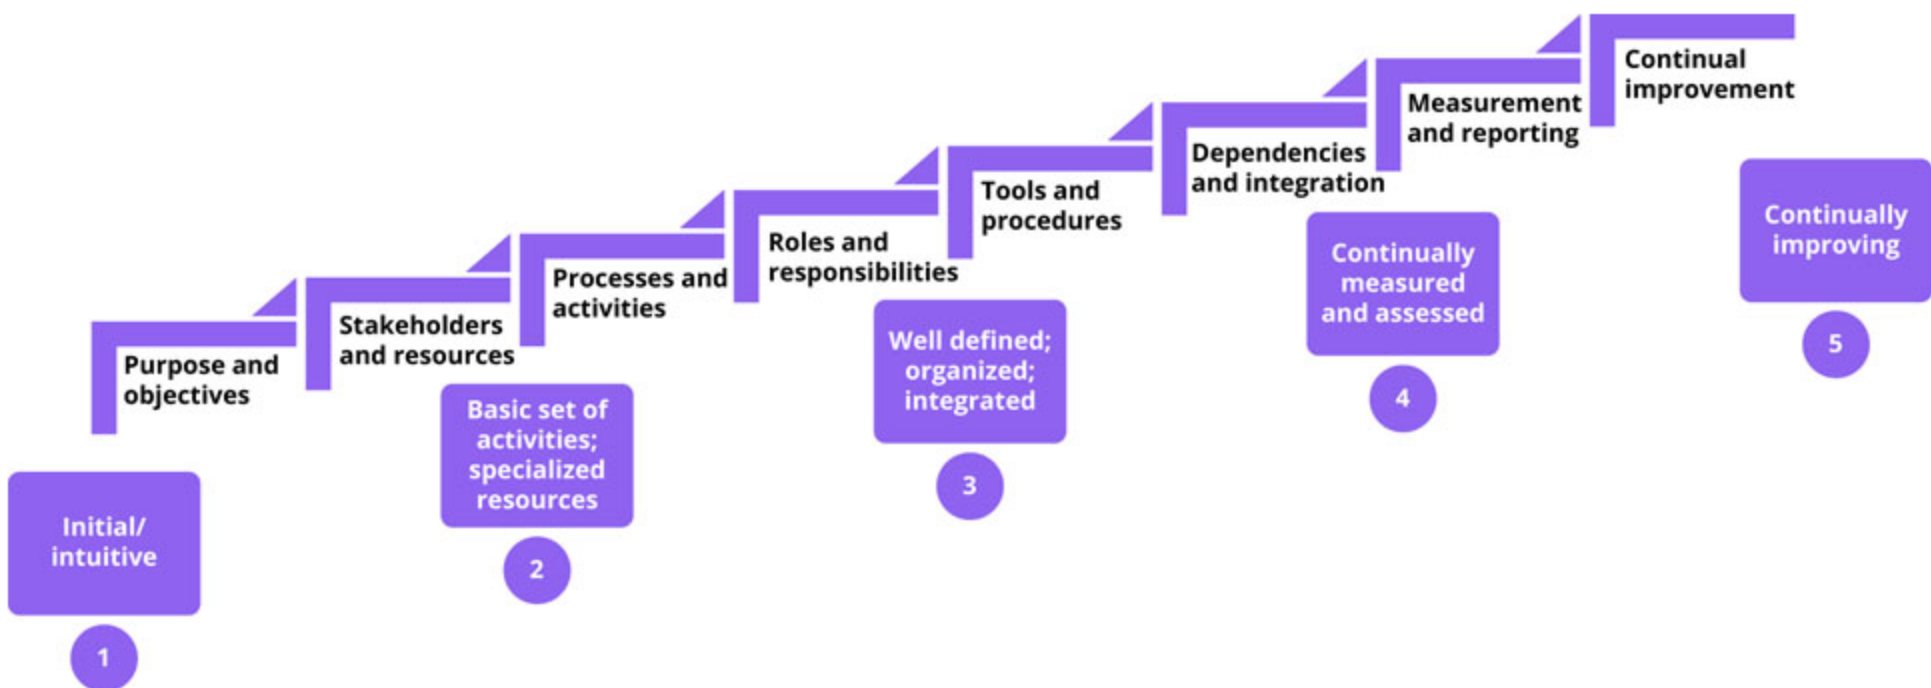 Purpose and
objectives
Stakeholders
and resources
Processes and
activities
Roles and
responsibilities
Tools and
procedures
Dependencies
and integration
Measurement
and reporting
Continual
improvement
Initial/
intuitive
1
Basic set of
activities;
specialized
resources
2
Well defined;
organized;
integrated
3
Continually
measured
and assessed
4
Continually
improving
5